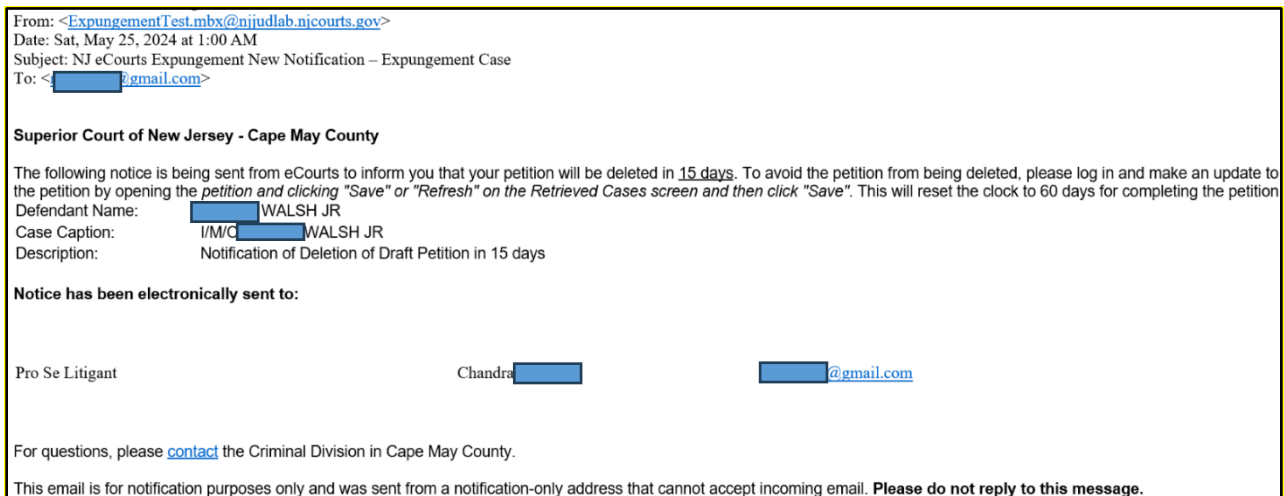 From: <ExpungementTest.mbx@njjudlab.njcourts.gov>
Date: Sat, May 25, 2024 at 1:00 AM
Subject: NJ eCourts Expungement New Notification – Expungement Case
To: < @gmail.com>
Superior Court of New Jersey - Cape May County
The following notice is being sent from eCourts to inform you that your petition will be deleted in 15 days. To avoid the petition from being deleted, please log in and make an update to
the petition by opening the petition and clicking "Save" or "Refresh" on the Retrieved Cases screen and then click "Save". This will reset the clock to 60 days for completing the petition
Defendant Name: WALSH JR
Case Caption: I/M/O WALSH JR
Description: Notification of Deletion of Draft Petition in 15 days
Notice has been electronically sent to:
Pro Se Litigant Chandra @gmail.com
For questions, please contact the Criminal Division in Cape May County.
This email is for notification purposes only and was sent from a notification-only address that cannot accept incoming email. Please do not reply to this message.